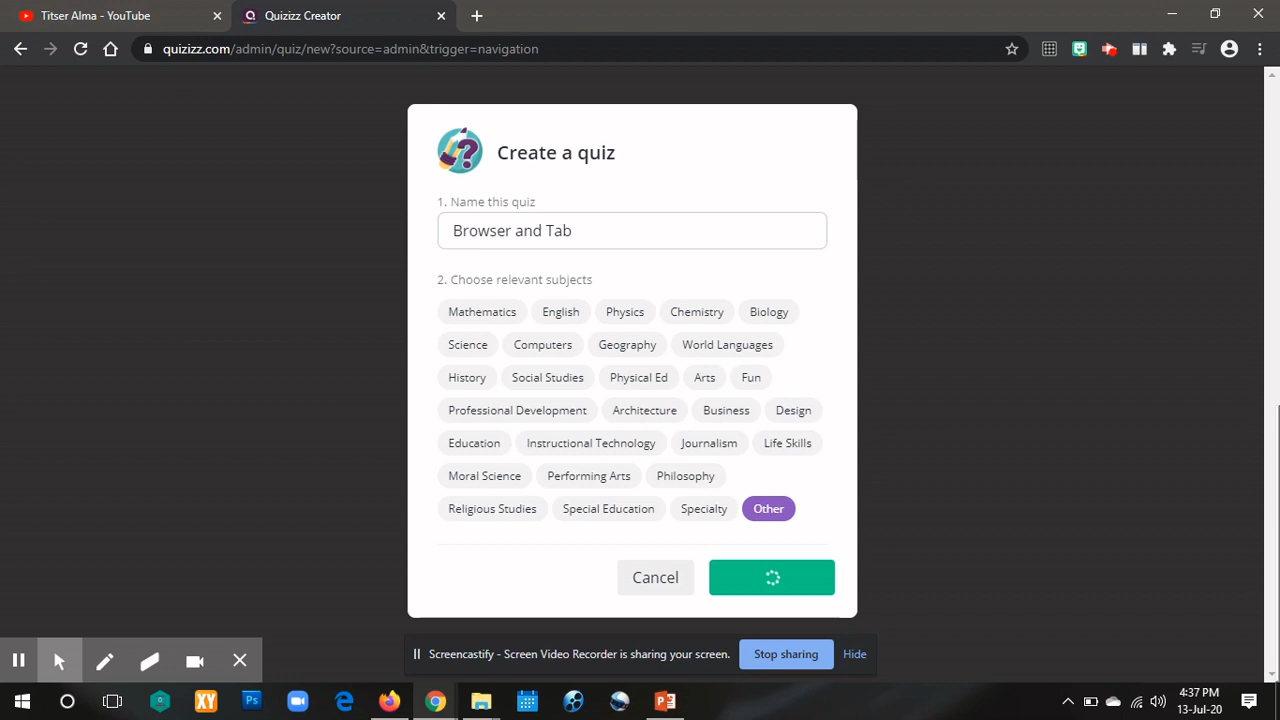 Titser Alma - YouTube
Quizizz Creator
quizizz.com/admin/quiz/new?source=admin&trigger=navigation
Create a quiz
1. Name this quiz
Browser and Tab
2. Choose relevant subjects
Mathematics English Physics Chemistry Biology
Science Computers Geography World Languages
History Social Studies Physical Ed Arts Fun
Professional Development Architecture Business Design
Education Instructional Technology Journalism Life Skills
Moral Science Performing Arts Philosophy
Religious Studies Special Education Specialty Other
Cancel
Screencastify - Screen Video Recorder is sharing your screen. Stop sharing Hide
XY Ps
4:37 PM
13-Jul-20